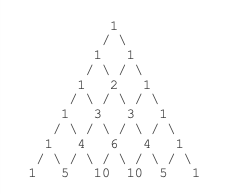 1
/ \
1 1
/ \ / \
1 2 1
/ \ / \ / \
1 3 3 1
/ \ / \ / \ / \
1 4 6 4 1
/ \ / \ / \ / \ / \
1 5 10 10 5 1